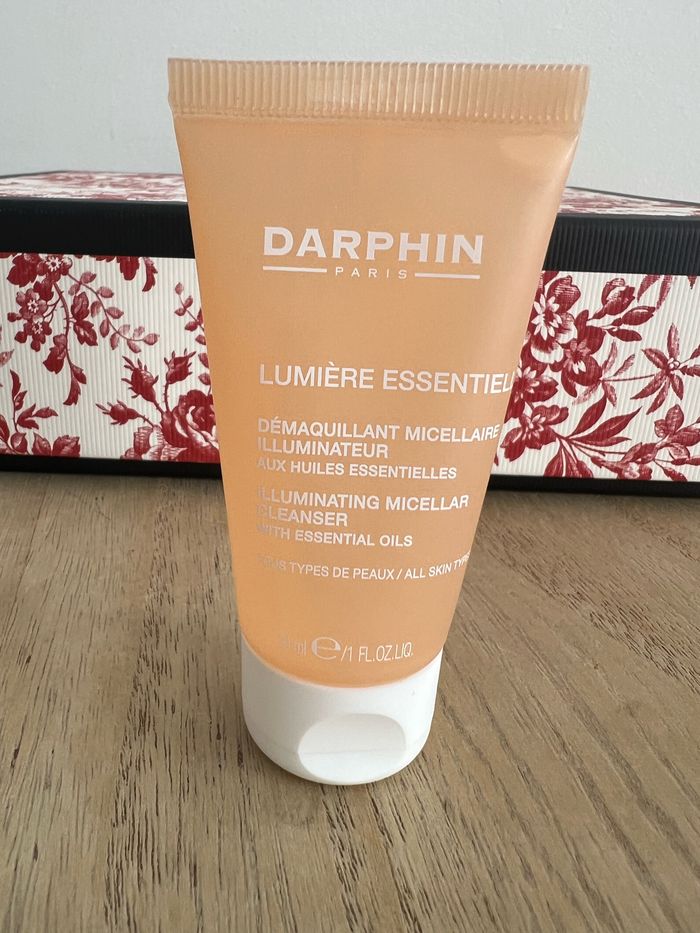 DARPHIN
PARIS
LUMIÈRE ESSENTIEL
DÉMAQUILLANT MICELLAIRE
ILLUMINATEUR
AUX HUILES ESSENTIELLES
ILLUMINATING MICELLAR
CLEANSER
WITH ESSENTIAL OILS
TYPES DE PEAUX / ALL SKIN
ml e/1 FL.OZ.LIQ.